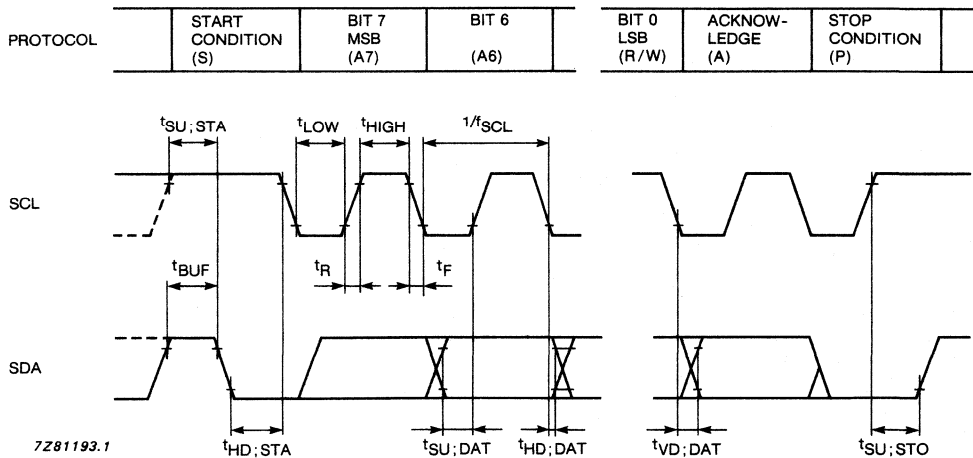 PROTOCOL
START CONDITION (S)
BIT 7 MSB (A7)
BIT 6 (A6)
BIT 0 LSB (R/W)
ACKNOW-LEDGE (A)
STOP CONDITION (P)
tSU;STA
tLOW
tHIGH
1/fSCL
SCL
tBUF
tR
tF
SDA
7Z81193.1
tHD;STA
tSU;DAT
tHD;DAT
tVD;DAT
tSU;STO